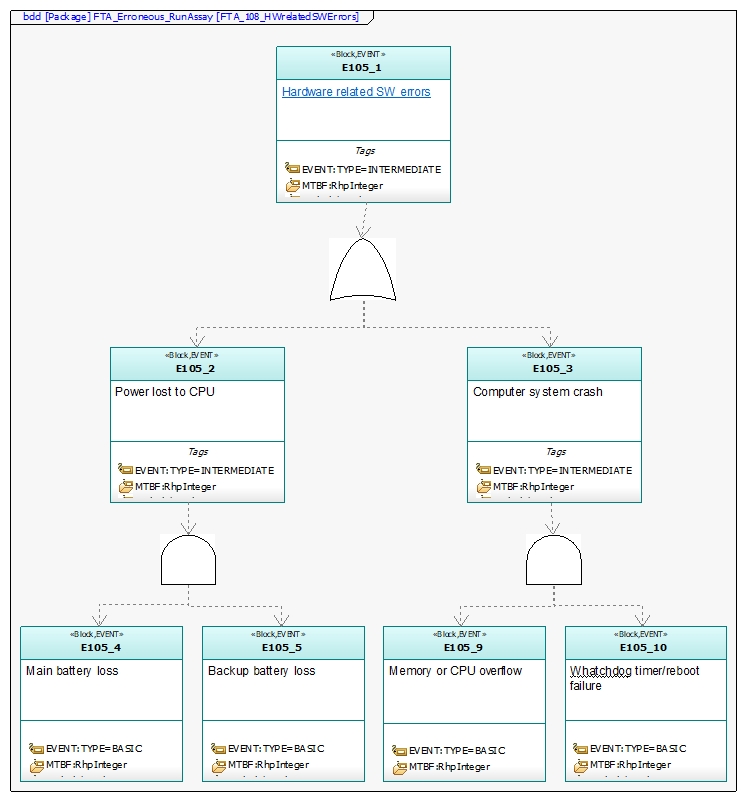 bdd [Package] FTA_Erroneous_RunAssay [FTA_108_HWrelatedSWErrors]
«Block,EVENT»
E105_1
Hardware related SW errors
Tags
EVENT:TYPE=INTERMEDIATE
MTBF:RhpInteger
«Block,EVENT»
E105_2
Power lost to CPU
Tags
EVENT:TYPE=INTERMEDIATE
MTBF:RhpInteger
«Block,EVENT»
E105_3
Computer system crash
Tags
EVENT:TYPE=INTERMEDIATE
MTBF:RhpInteger
«Block,EVENT»
E105_4
Main battery loss
EVENT:TYPE=BASIC
MTBF:RhpInteger
«Block,EVENT»
E105_5
Backup battery loss
EVENT:TYPE=BASIC
MTBF:RhpInteger
«Block,EVENT»
E105_9
Memory or CPU overflow
EVENT:TYPE=BASIC
MTBF:RhpInteger
«Block,EVENT»
E105_10
Whatchdog timer/reboot
failure
EVENT:TYPE=BASIC
MTBF:RhpInteger